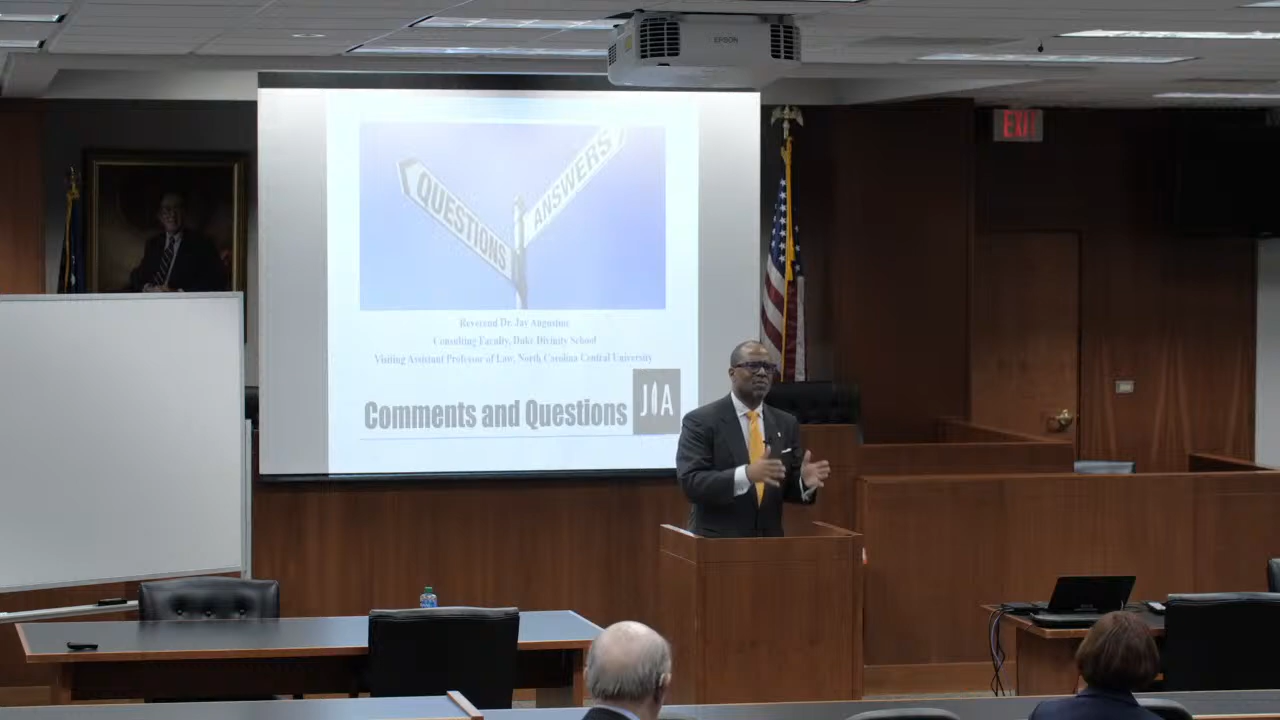 EPSON
EXIT
QUESTIONS
ANSWERS
Reverend Dr. Jay Augustine
Consulting Faculty, Duke Divinity School
Visiting Assistant Professor of Law, North Carolina Central University
Comments and Questions
JIA